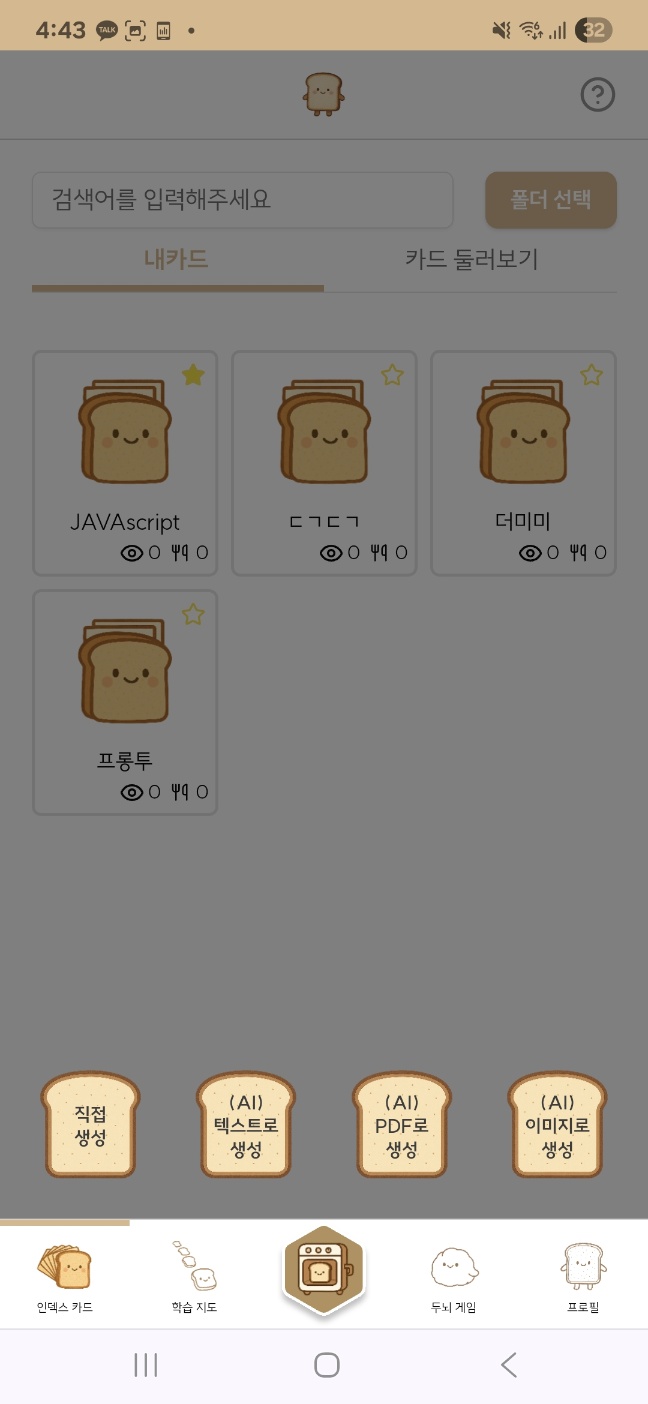 4:43
TALK
32
검색어를 입력해주세요
폴더 선택
내카드
카드 둘러보기
JAVAscript
0 0
ㄷㄱㄷㄱ
0 0
더미미
0 0
프롱투
0 0
직접
생성
(AI)
텍스트로
생성
(AI)
PDF로
생성
(AI)
이미지로
생성
인덱스 카드
학습 지도
두뇌 게임
프로필